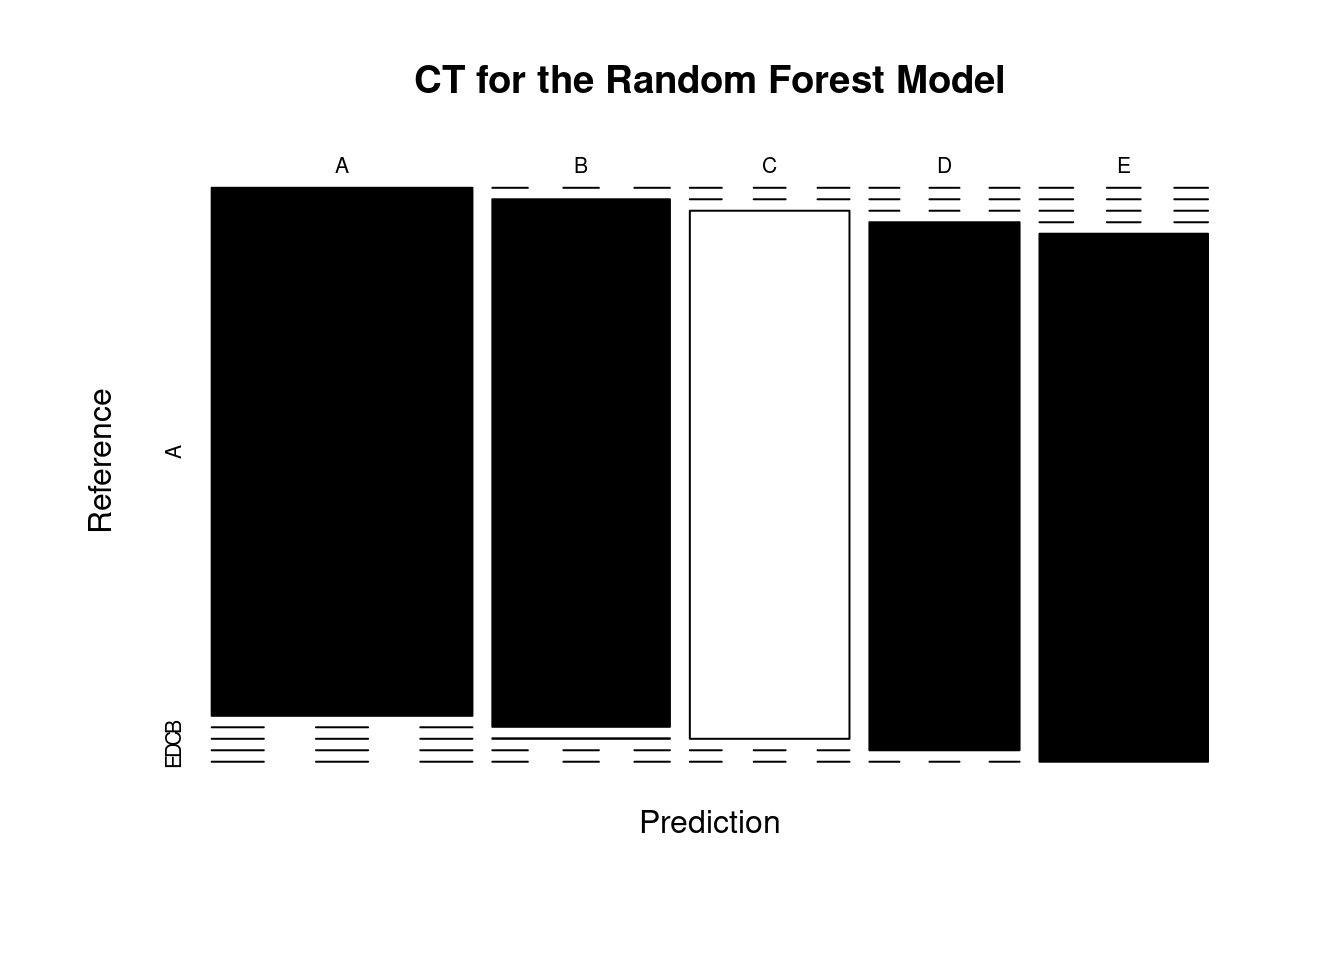 CT for the Random Forest Model
A B C D E
Reference
A
EDCB
Prediction